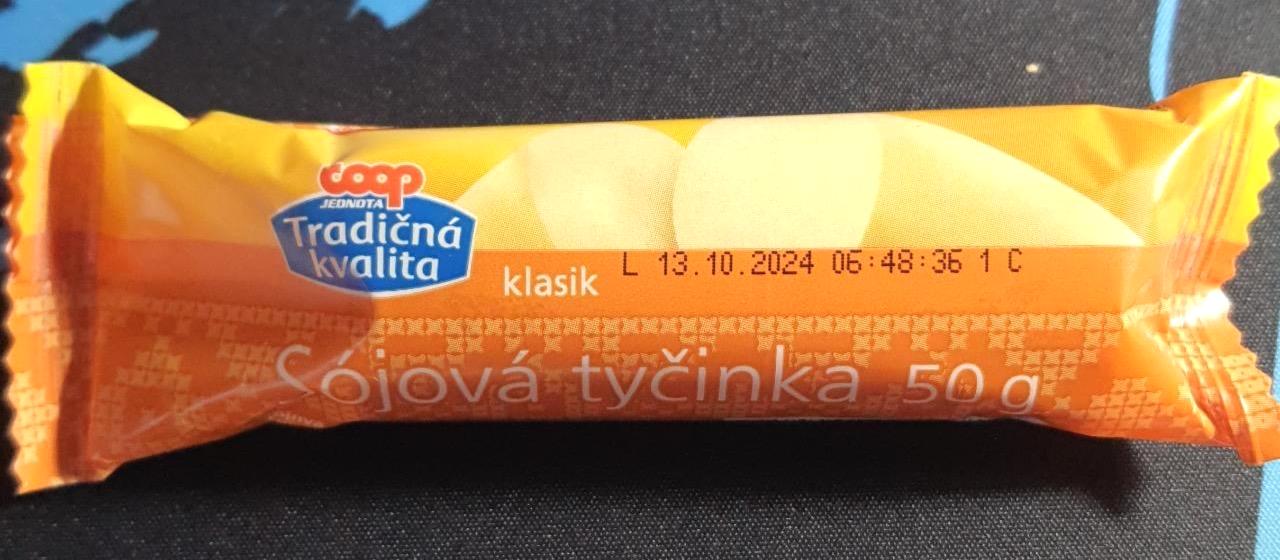 coop
JEDNOTA
Tradičná
kvalita
klasik
L 13.10.2024 06:48:36 1 C
Sójová tyčinka 50 g